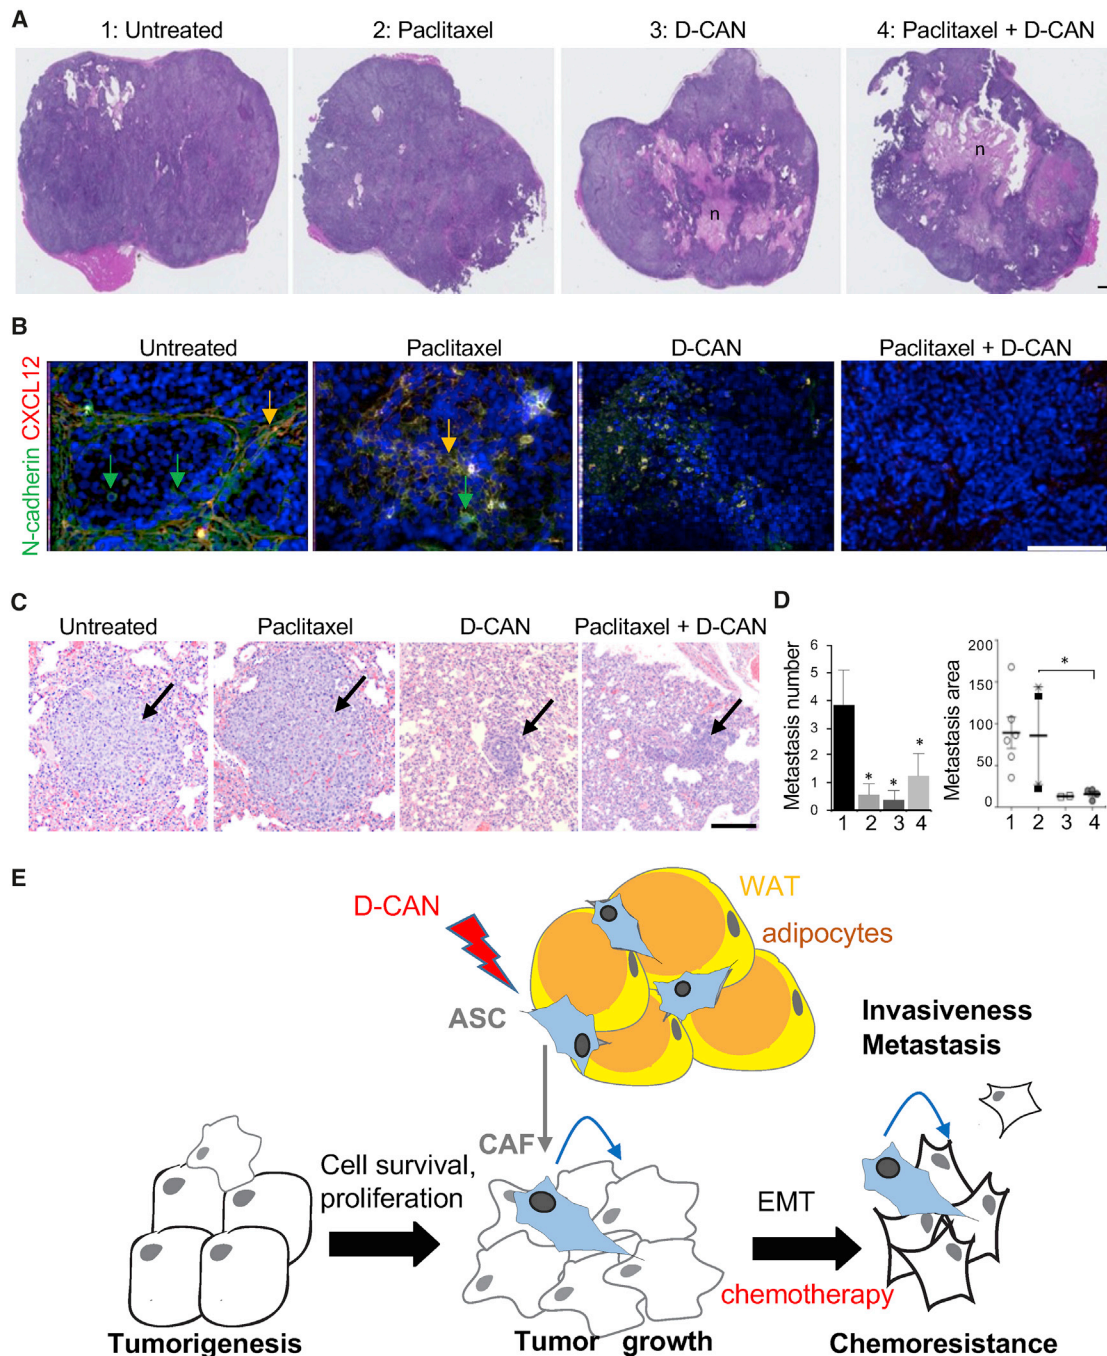 A
1: Untreated
2: Paclitaxel
3: D-CAN
4: Paclitaxel + D-CAN
n
n
B
Untreated
Paclitaxel
D-CAN
Paclitaxel + D-CAN
N-cadherin CXCL12
C
Untreated
Paclitaxel
D-CAN
Paclitaxel + D-CAN
D
Metastasis number
6
5
4
3
2
1
0
* * *
1 2 3 4
Metastasis area
200
150
100
50
0
*
1 2 3 4
E
D-CAN
WAT
adipocytes
ASC
Invasiveness
Metastasis
CAF
Cell survival,
proliferation
EMT
chemotherapy
Tumorigenesis
Tumor growth
Chemoresistance